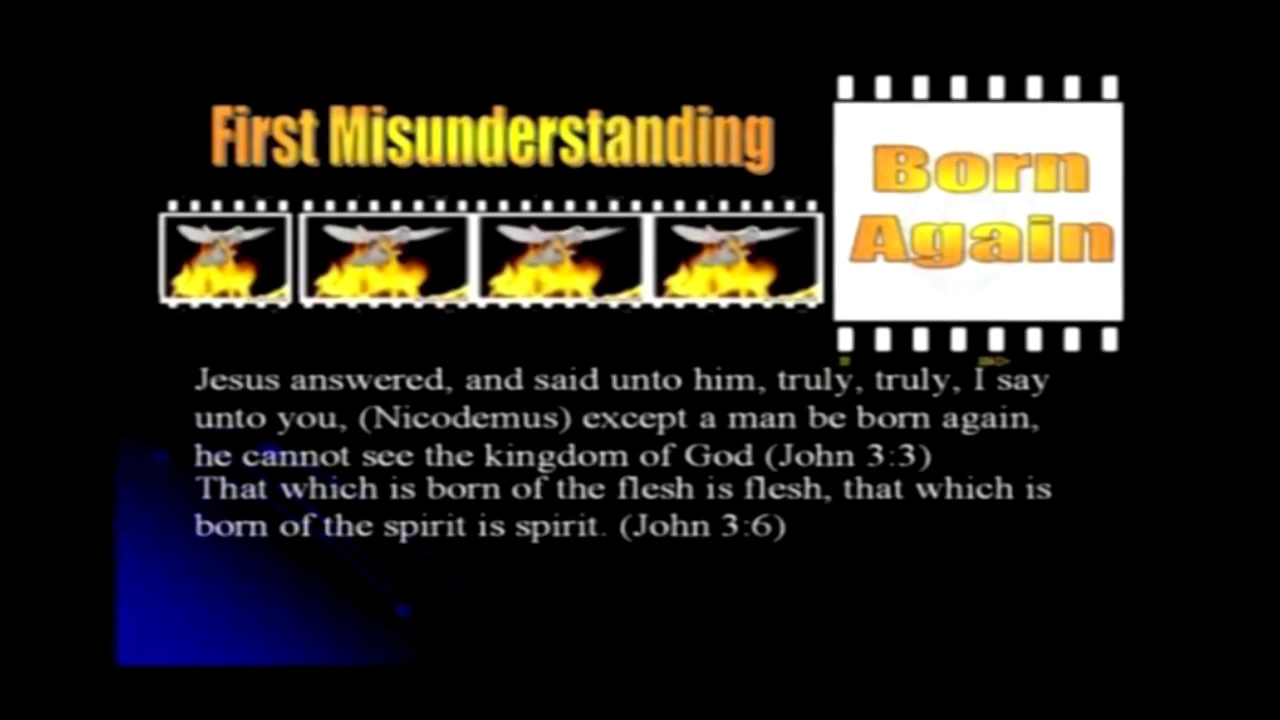 First Misunderstanding
Born
Again
Jesus answered, and said unto him, truly, truly, I say
unto you, (Nicodemus) except a man be born again,
he cannot see the kingdom of God (John 3:3)
That which is born of the flesh is flesh, that which is
born of the spirit is spirit. (John 3:6)